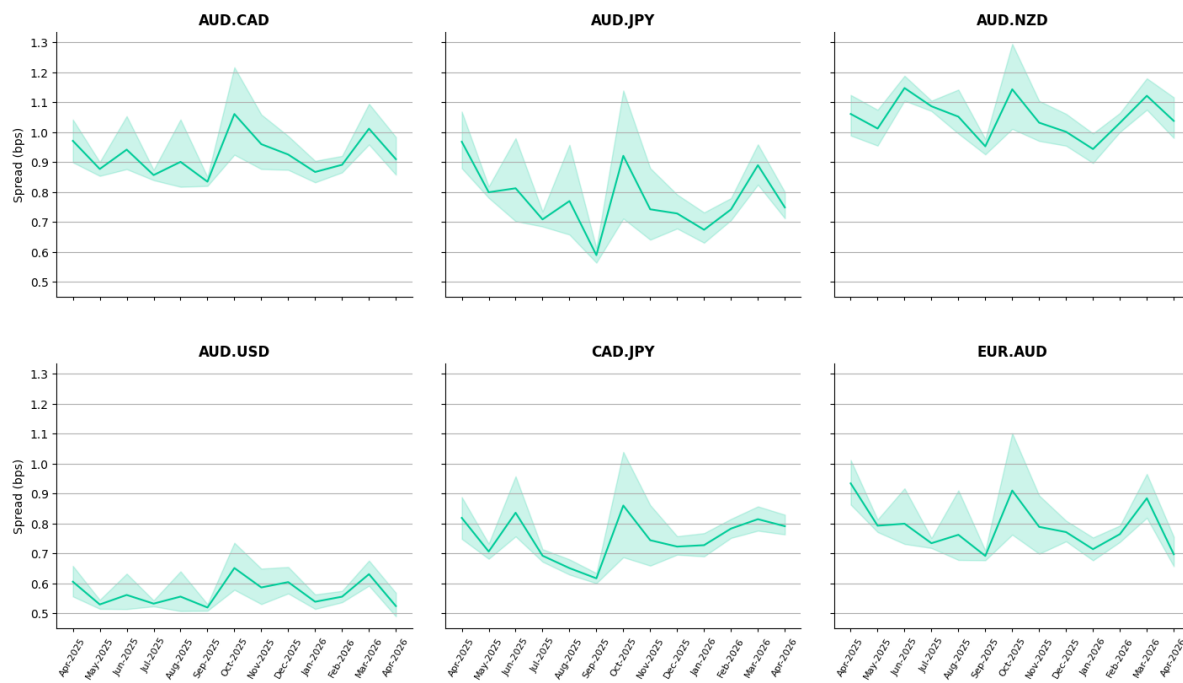 AUD.CAD
AUD.JPY
AUD.NZD
Spread (bps)
1.3
1.2
1.1
1.0
0.9
0.8
0.7
0.6
0.5
AUD.USD
CAD.JPY
EUR.AUD
Spread (bps)
1.3
1.2
1.1
1.0
0.9
0.8
0.7
0.6
0.5
Apr-2025
May-2025
Jun-2025
Jul-2025
Aug-2025
Sep-2025
Oct-2025
Nov-2025
Dec-2025
Jan-2026
Feb-2026
Mar-2026
Apr-2026
Apr-2025
May-2025
Jun-2025
Jul-2025
Aug-2025
Sep-2025
Oct-2025
Nov-2025
Dec-2025
Jan-2026
Feb-2026
Mar-2026
Apr-2026
Apr-2025
May-2025
Jun-2025
Jul-2025
Aug-2025
Sep-2025
Oct-2025
Nov-2025
Dec-2025
Jan-2026
Feb-2026
Mar-2026
Apr-2026